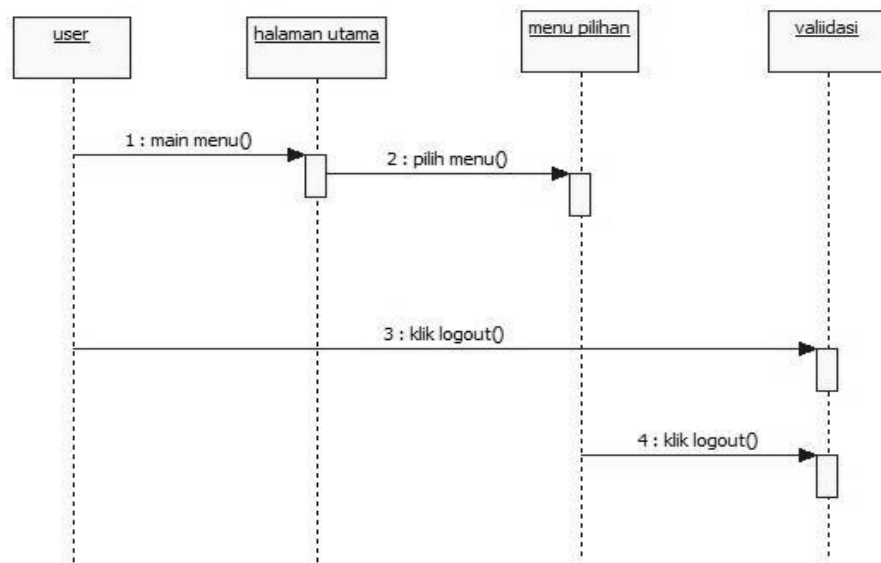 user
halaman utama
menu pilihan
valiidasi
1 : main menu()
2 : pilih menu()
3 : klik logout()
4 : klik logout()